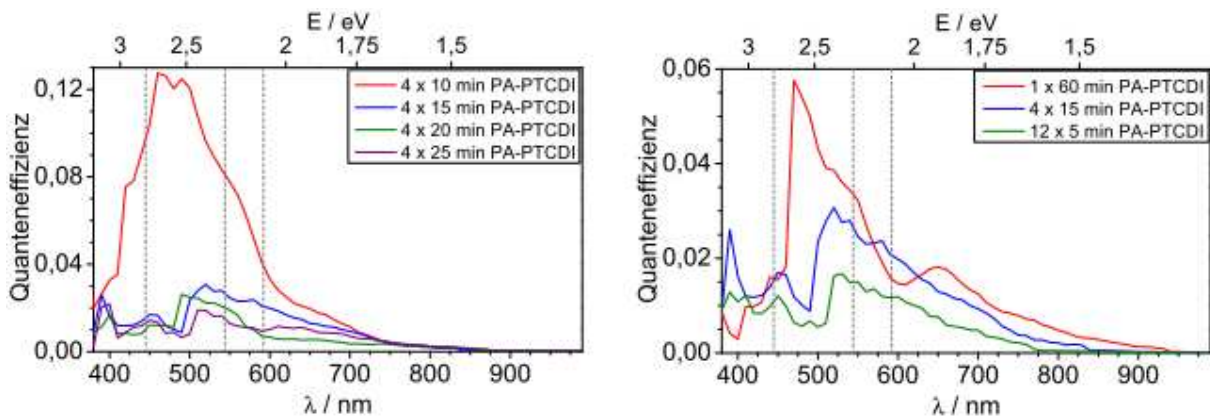 E / eV
3 2,5 2 1,75 1,5
0,12
0,08
0,04
0,00
Quanteneffizienz
4 x 10 min PA-PTCDI
4 x 15 min PA-PTCDI
4 x 20 min PA-PTCDI
4 x 25 min PA-PTCDI
400 500 600 700 800 900
λ / nm
E / eV
3 2,5 2 1,75 1,5
0,06
0,04
0,02
0,00
Quanteneffizienz
1 x 60 min PA-PTCDI
4 x 15 min PA-PTCDI
12 x 5 min PA-PTCDI
400 500 600 700 800 900
λ / nm